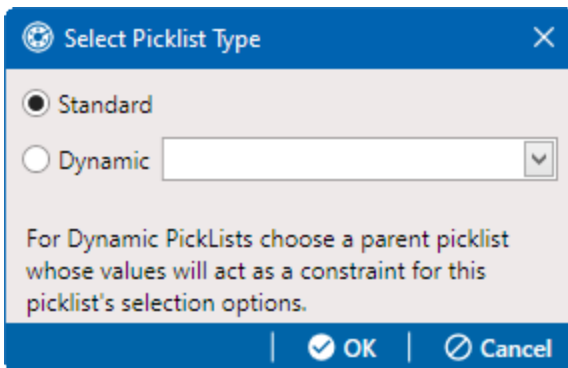 Select Picklist Type
Standard
Dynamic
For Dynamic PickLists choose a parent picklist
whose values will act as a constraint for this
picklist's selection options.
OK
Cancel